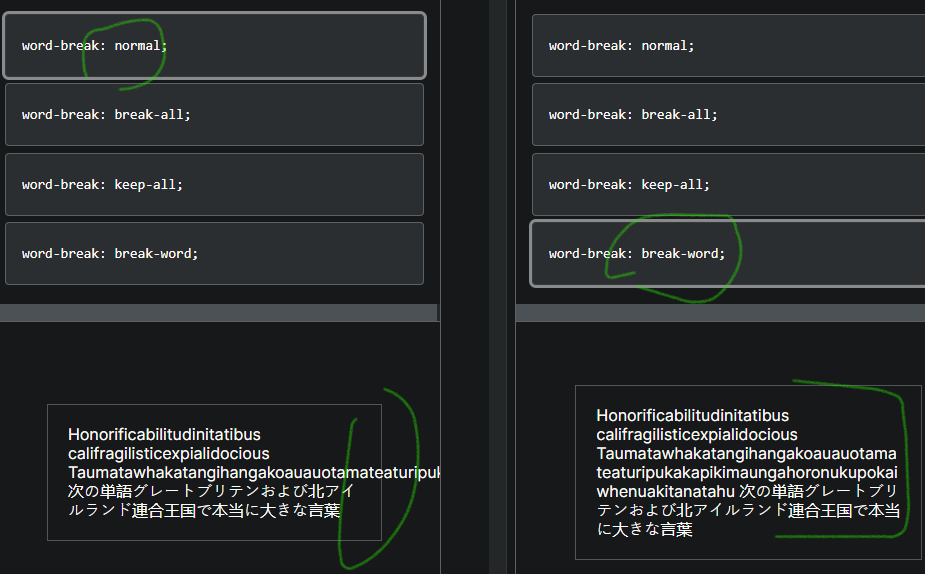 word-break: normal;
word-break: break-all;
word-break: keep-all;
word-break: break-word;
Honorificabilitudinitatibus
califragilisticexpialidocious
Taumatawhakatangihangakoauauotamateaturipuk
次の単語グレートブリテンおよび北アイ
ルランド連合王国で本当に大きな言葉
word-break: normal;
word-break: break-all;
word-break: keep-all;
word-break: break-word;
Honorificabilitudinitatibus
califragilisticexpialidocious
Taumatawhakatangihangakoauauotama
teaturipukakapikimaungahoronukupokai
whenuakitanatahu 次の単語グレートブリ
テンおよび北アイルランド連合王国で本当
に大きな言葉